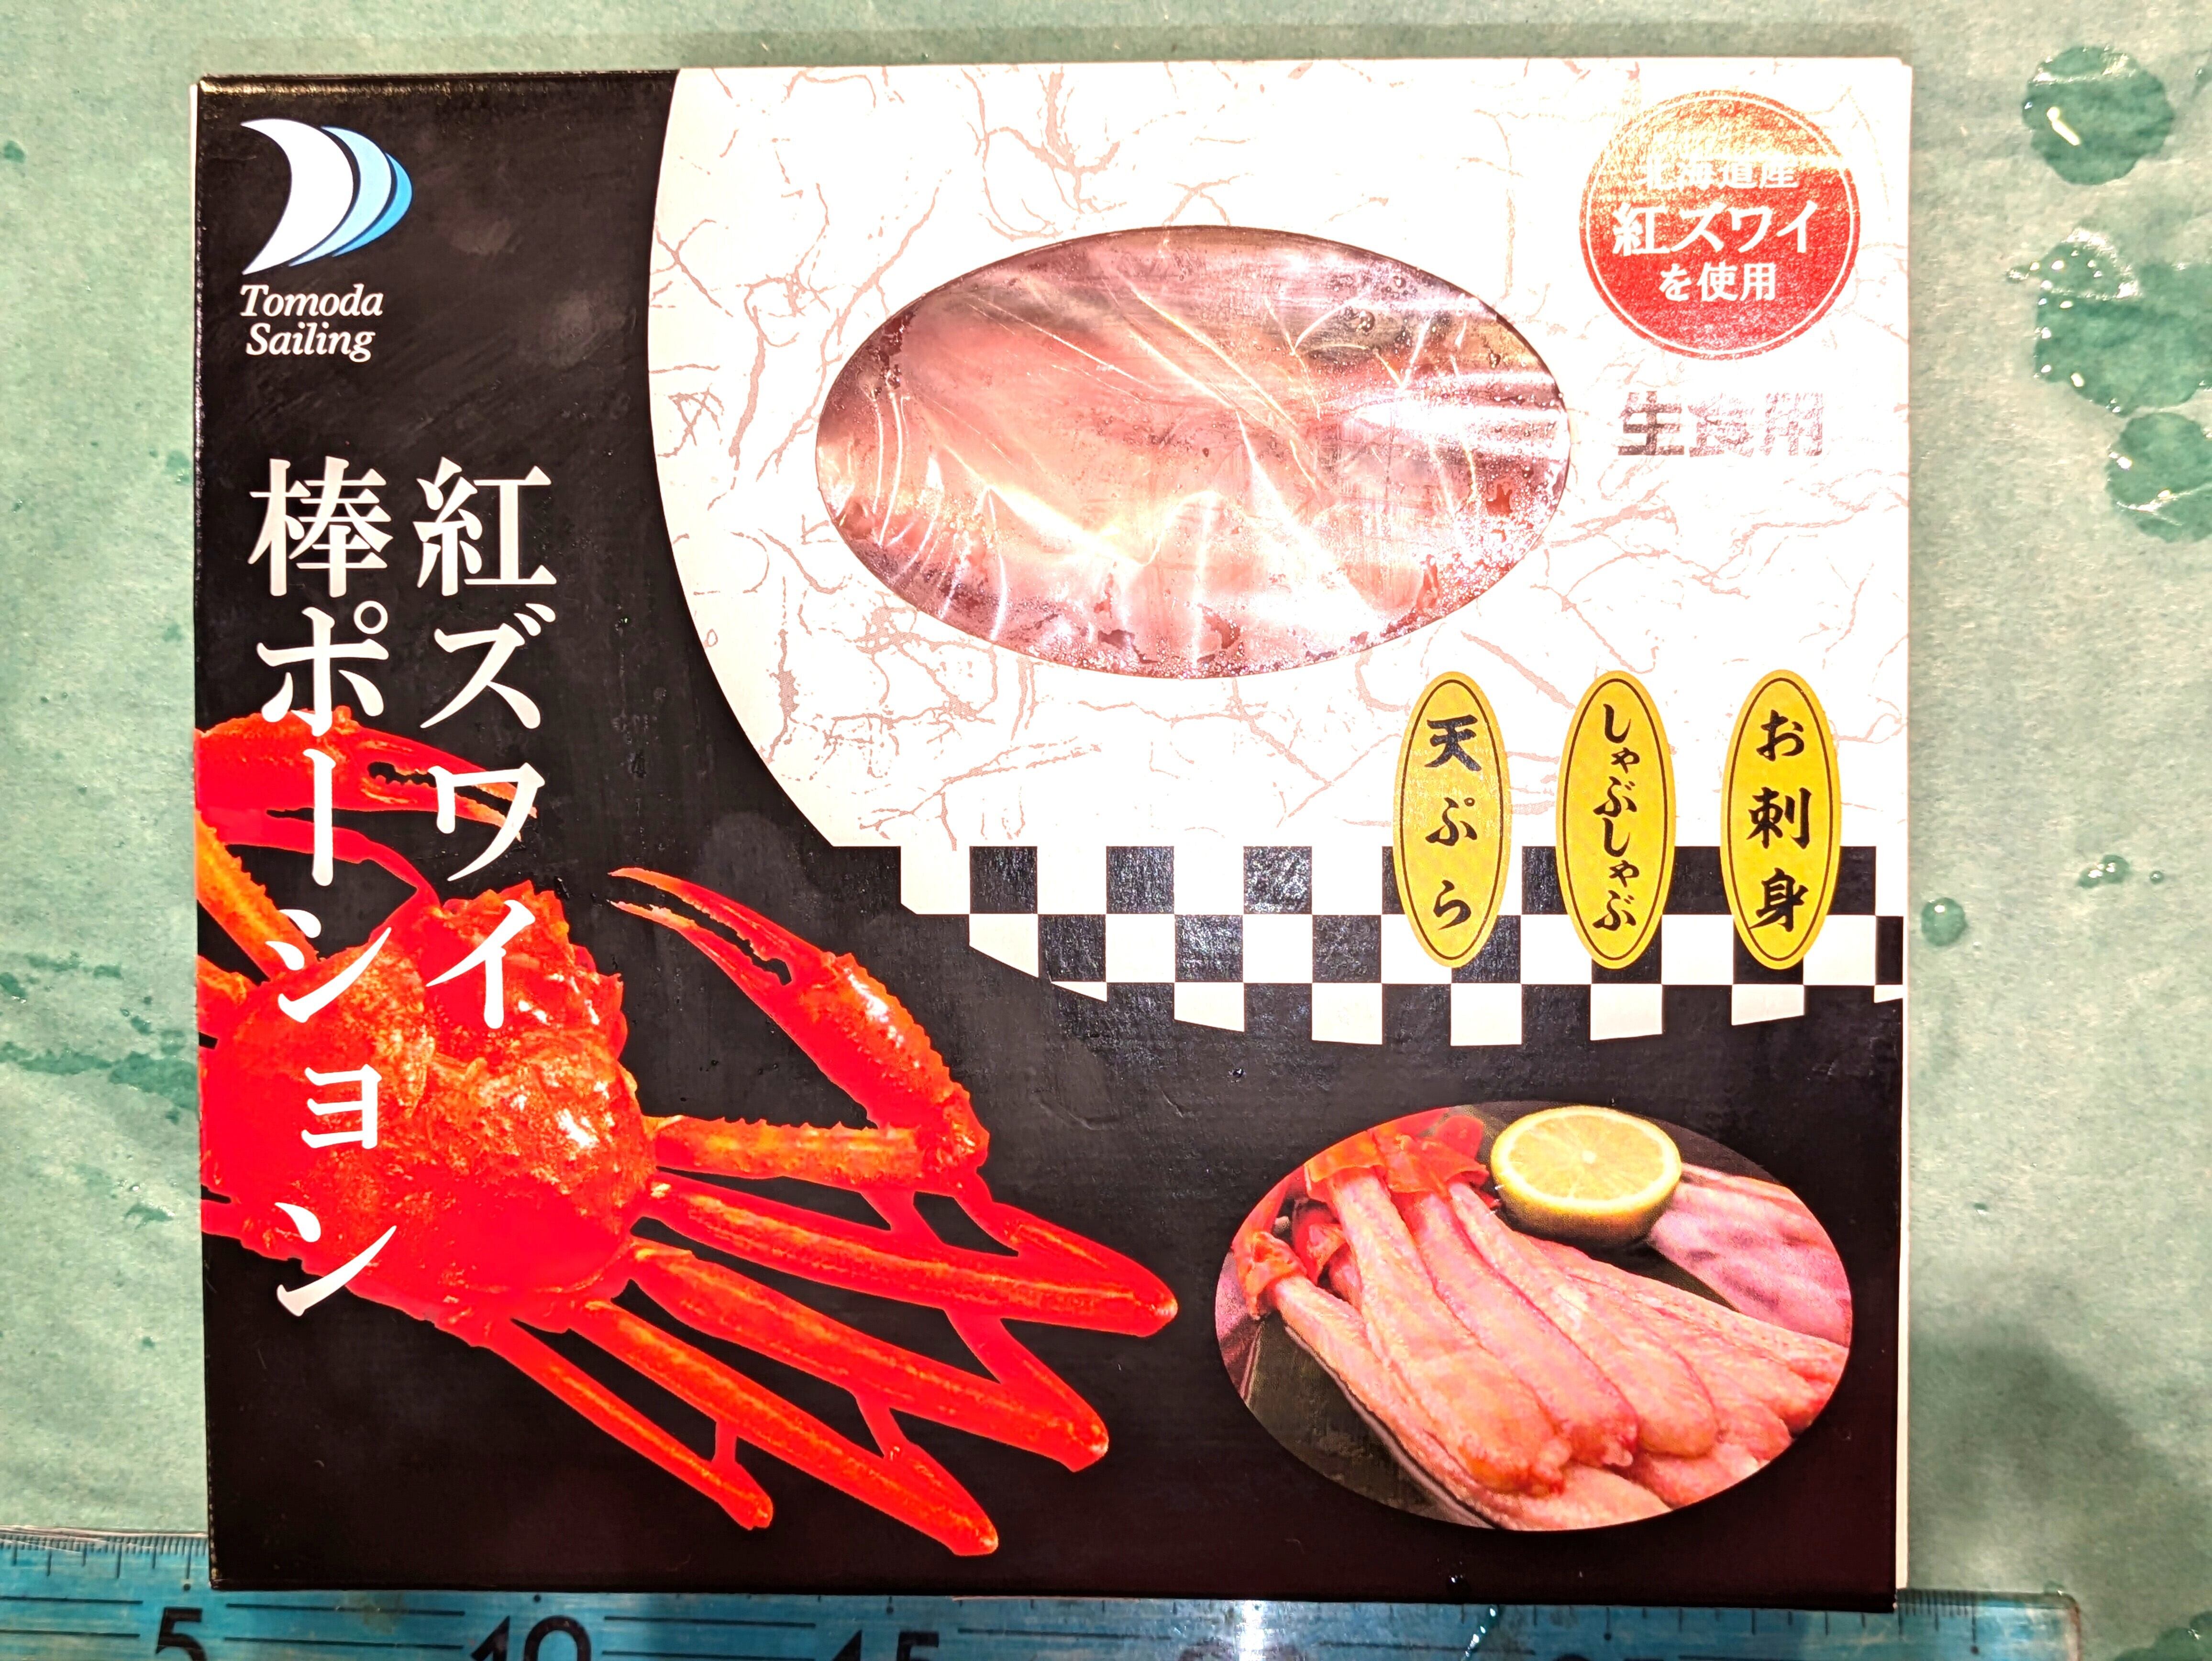 Tomoda
Sailing
紅ズワイ
棒ポーション
北海道産
紅ズワイ
を使用
生食用
お刺身
しゃぶしゃぶ
天ぷら
5
10
15